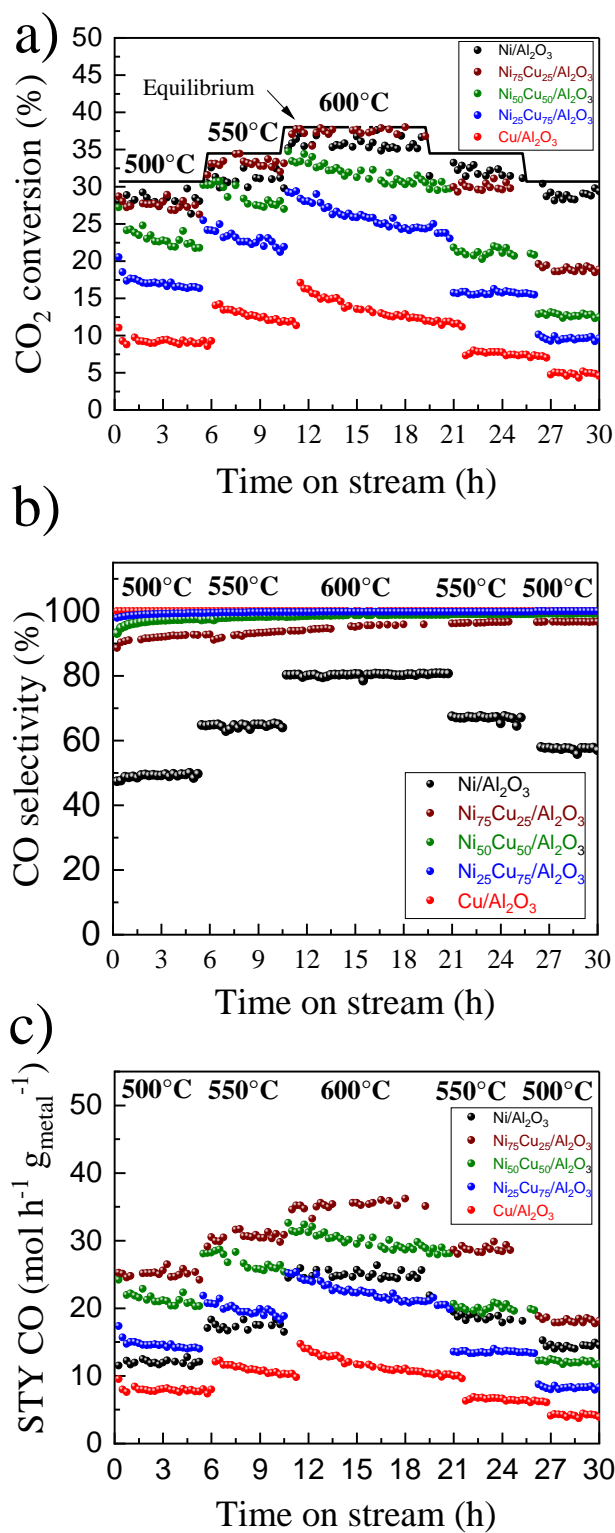 a)
CO₂ conversion (%)
50
45
40
35
30
25
20
15
10
5
0
Equilibrium
500°C
550°C
600°C
Ni/Al₂O₃
Ni₇₅Cu₂₅/Al₂O₃
Ni₅₀Cu₅₀/Al₂O₃
Ni₂₅Cu₇₅/Al₂O₃
Cu/Al₂O₃
0 3 6 9 12 15 18 21 24 27 30
Time on stream (h)
b)
CO selectivity (%)
100
80
60
40
20
0
500°C 550°C 600°C 550°C 500°C
Ni/Al₂O₃
Ni₇₅Cu₂₅/Al₂O₃
Ni₅₀Cu₅₀/Al₂O₃
Ni₂₅Cu₇₅/Al₂O₃
Cu/Al₂O₃
0 3 6 9 12 15 18 21 24 27 30
Time on stream (h)
c)
STY CO (mol h⁻¹ g_metal⁻¹)
50
40
30
20
10
0
500°C 550°C 600°C 550°C 500°C
Ni/Al₂O₃
Ni₇₅Cu₂₅/Al₂O₃
Ni₅₀Cu₅₀/Al₂O₃
Ni₂₅Cu₇₅/Al₂O₃
Cu/Al₂O₃
0 3 6 9 12 15 18 21 24 27 30
Time on stream (h)